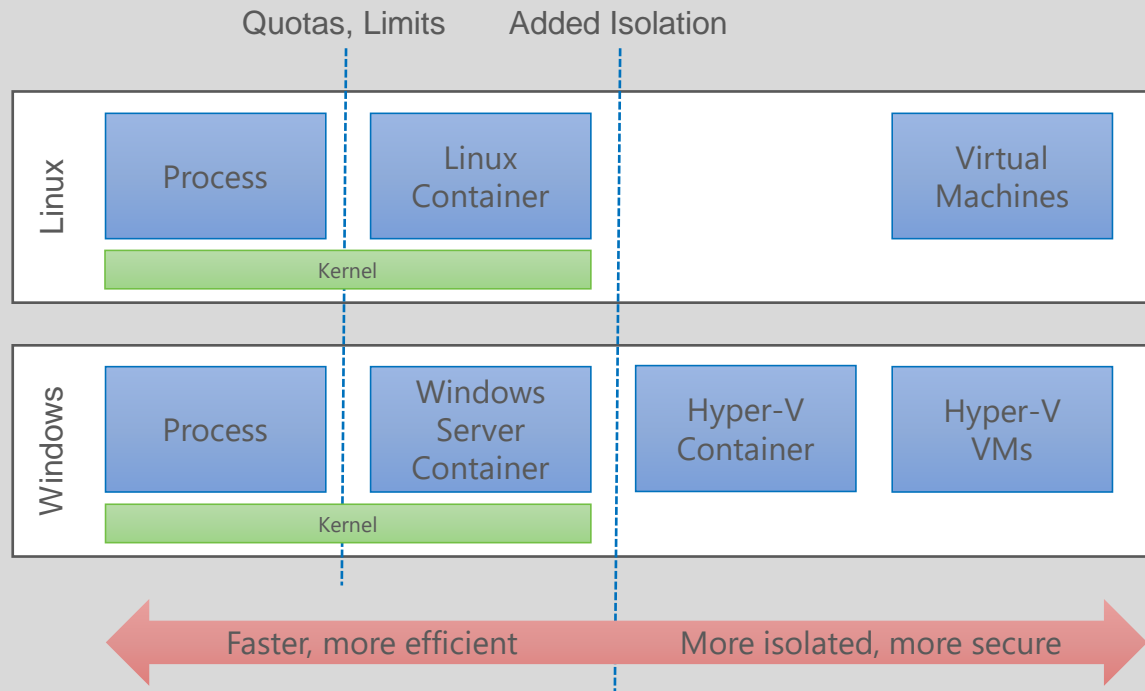 Quotas, Limits
Added Isolation
Linux
Process
Linux
Container
Virtual
Machines
Kernel
Windows
Process
Windows
Server
Container
Hyper-V
Container
Hyper-V
VMs
Kernel
Faster, more efficient
More isolated, more secure